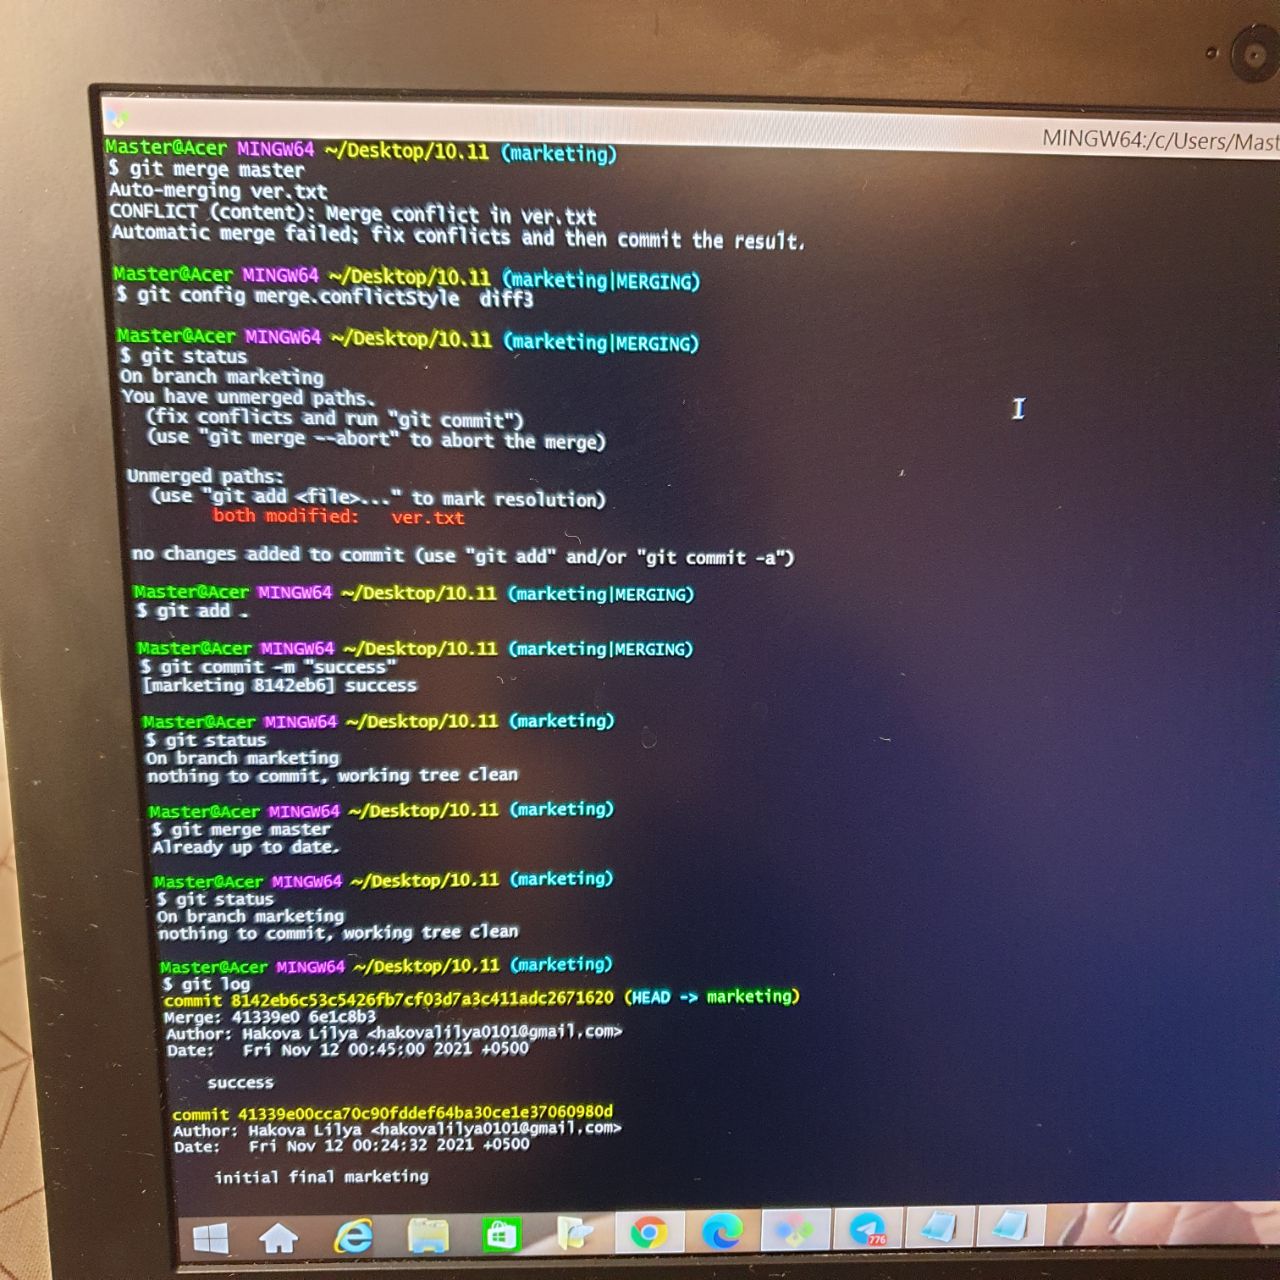 MINGW64:/c/Users/Mast
Master@Acer MINGW64 ~/Desktop/10.11 (marketing)
$ git merge master
Auto-merging ver.txt
CONFLICT (content): Merge conflict in ver.txt
Automatic merge failed; fix conflicts and then commit the result.
Master@Acer MINGW64 ~/Desktop/10.11 (marketing|MERGING)
$ git config merge.conflictStyle  diff3
Master@Acer MINGW64 ~/Desktop/10.11 (marketing|MERGING)
$ git status
On branch marketing
You have unmerged paths.
(fix conflicts and run "git commit")
(use "git merge --abort" to abort the merge)
Unmerged paths:
(use "git add <file>..." to mark resolution)
both modified:   ver.txt
no changes added to commit (use "git add" and/or "git commit -a")
Master@Acer MINGW64 ~/Desktop/10.11 (marketing|MERGING)
$ git add .
Master@Acer MINGW64 ~/Desktop/10.11 (marketing|MERGING)
$ git commit -m "success"
[marketing 8142eb6] success
Master@Acer MINGW64 ~/Desktop/10.11 (marketing)
$ git status
On branch marketing
nothing to commit, working tree clean
Master@Acer MINGW64 ~/Desktop/10.11 (marketing)
$ git merge master
Already up to date.
Master@Acer MINGW64 ~/Desktop/10.11 (marketing)
$ git status
On branch marketing
nothing to commit, working tree clean
Master@Acer MINGW64 ~/Desktop/10.11 (marketing)
$ git log
commit 8142eb6c53c5426fb7cf03d7a3c411adc2671620 (HEAD -> marketing)
Merge: 41339e0 6e1c8b3
Author: Hakova Lilya <hakovalilya0101@gmail.com>
Date:   Fri Nov 12 00:45:00 2021 +0500
success
commit 41339e00cca70c90fddef64ba30ce1e37060980d
Author: Hakova Lilya <hakovalilya0101@gmail.com>
Date:   Fri Nov 12 00:24:32 2021 +0500
initial final marketing
776